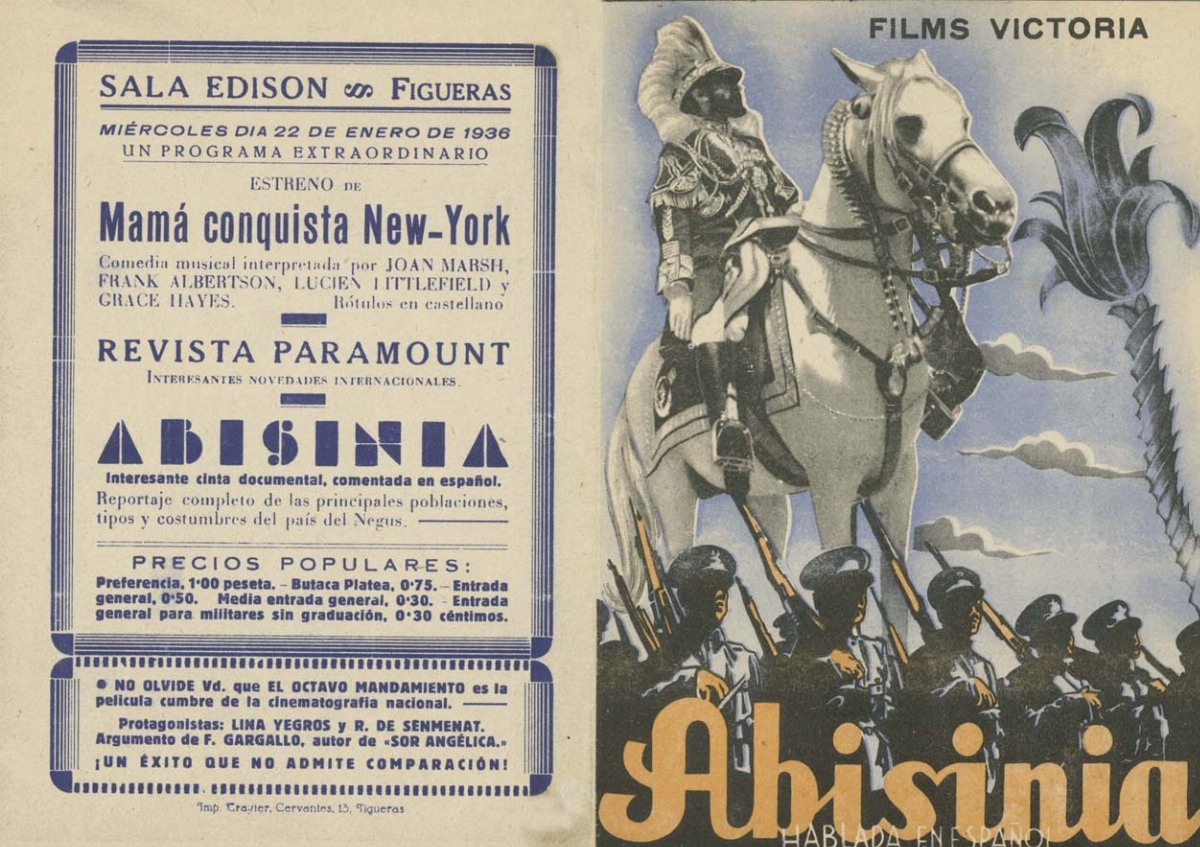 SALA EDISON FIGUERAS
MIÉRCOLES DIA 22 DE ENERO DE 1936
UN PROGRAMA EXTRAORDINARIO
ESTRENO DE
Mamá conquista New-York
Comedia musical interpretada por JOAN MARSH,
FRANK ALBERTSON, LUCIEN LITTLEFIELD y
GRACE HAYES. Rótulos en castellano
REVISTA PARAMOUNT
INTERESANTES NOVEDADES INTERNACIONALES.
ABISINIA
Interesante cinta documental, comentada en español.
Reportaje completo de las principales poblaciones,
tipos y costumbres del país del Negus.
PRECIOS POPULARES:
Preferencia, 1'00 peseta. - Butaca Platea, 0'75. - Entrada
general, 0'50. Media entrada general, 0'30. - Entrada
general para militares sin graduación, 0'30 céntimos.
NO OLVIDE Vd. que EL OCTAVO MANDAMIENTO es la
pelicula cumbre de la cinematografia nacional.
Protagonistas: LINA YEGROS y R. DE SENMENAT.
Argumento de F. GARGALLO, autor de «SOR ANGÉLICA.»
¡UN ÉXITO QUE NO ADMITE COMPARACIÓN!
Imp. Trayter, Cervantes, 13, Figueras
FILMS VICTORIA
Abisinia
HABLADA EN ESPAÑOL